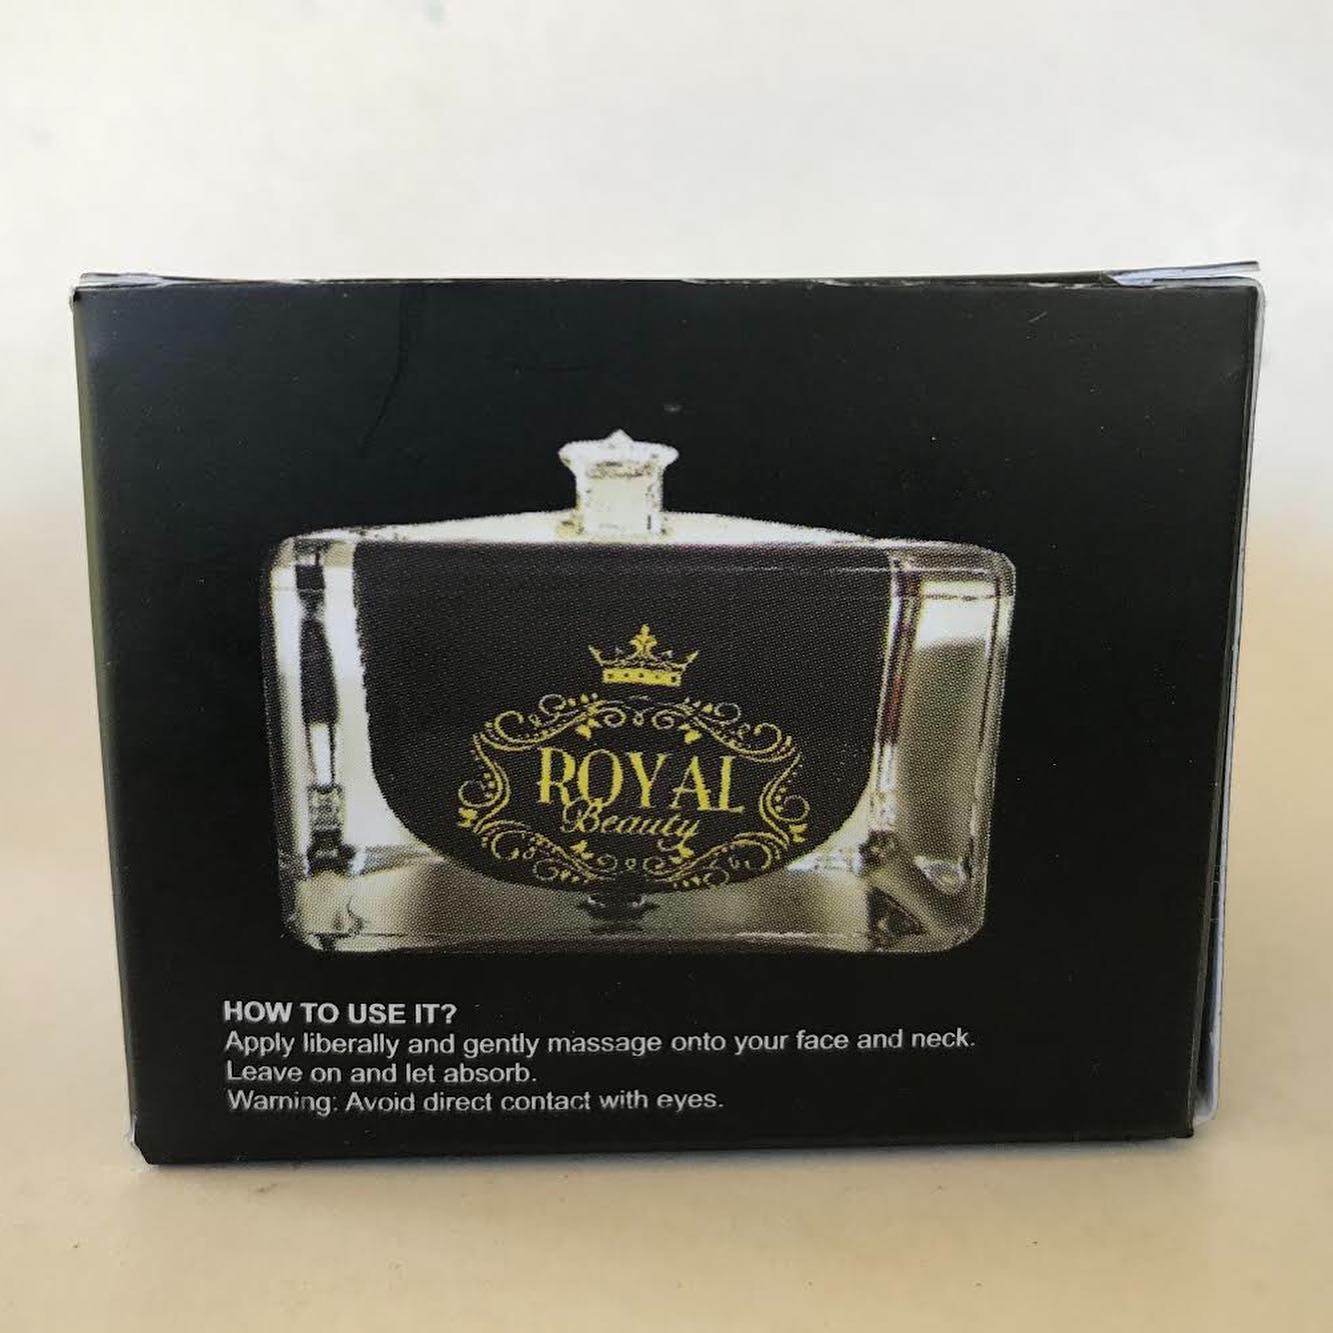 ROYAL
Beauty
HOW TO USE IT?
Apply liberally and gently massage onto your face and neck.
Leave on and let absorb.
Warning: Avoid direct contact with eyes.